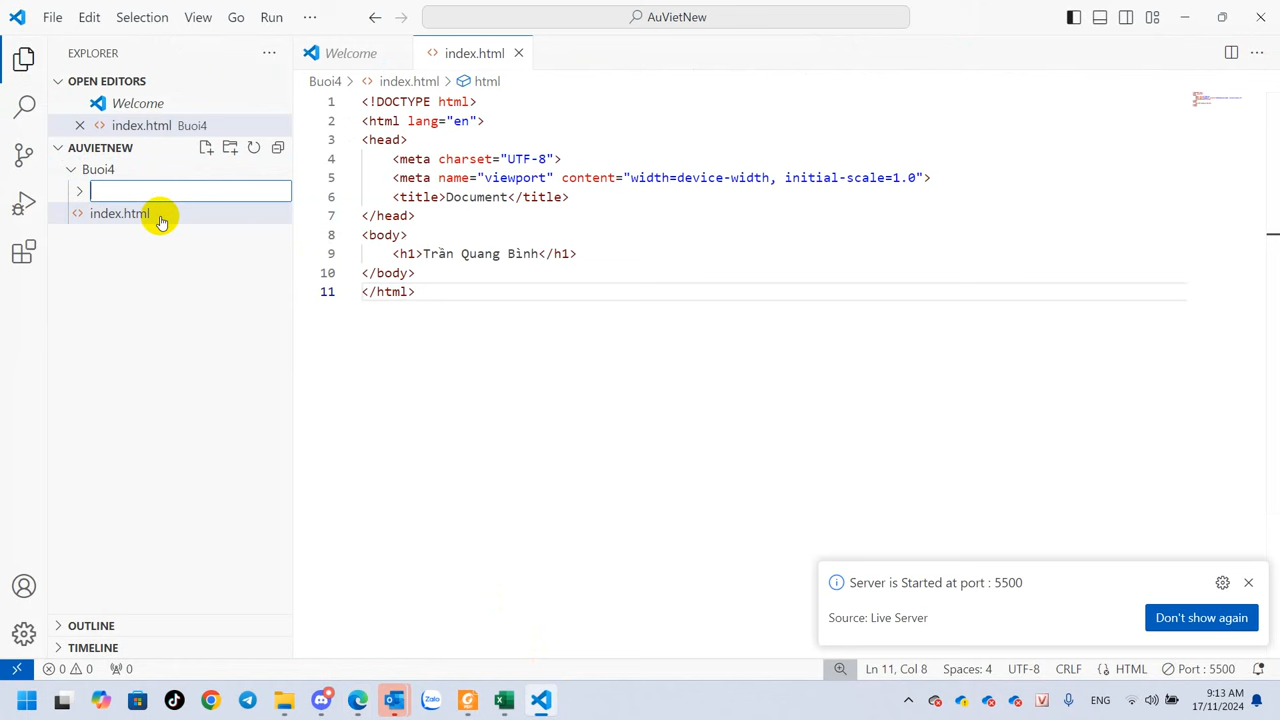 File Edit Selection View Go Run ··· AuVietNew
EXPLORER ···
Welcome
index.html
OPEN EDITORS
Welcome
index.html Buoi4
AUVIETNEW
Buoi4
index.html
Buoi4 > index.html > html
1 <!DOCTYPE html>
2 <html lang="en">
3 <head>
4 <meta charset="UTF-8">
5 <meta name="viewport" content="width=device-width, initial-scale=1.0">
6 <title>Document</title>
7 </head>
8 <body>
9 <h1>Trần Quang Bình</h1>
10 </body>
11 </html>
Server is Started at port : 5500
Source: Live Server
Don't show again
OUTLINE
TIMELINE
0 0 0 Ln 11, Col 8 Spaces: 4 UTF-8 CRLF HTML Port : 5500
Zalo
ENG
9:13 AM
17/11/2024